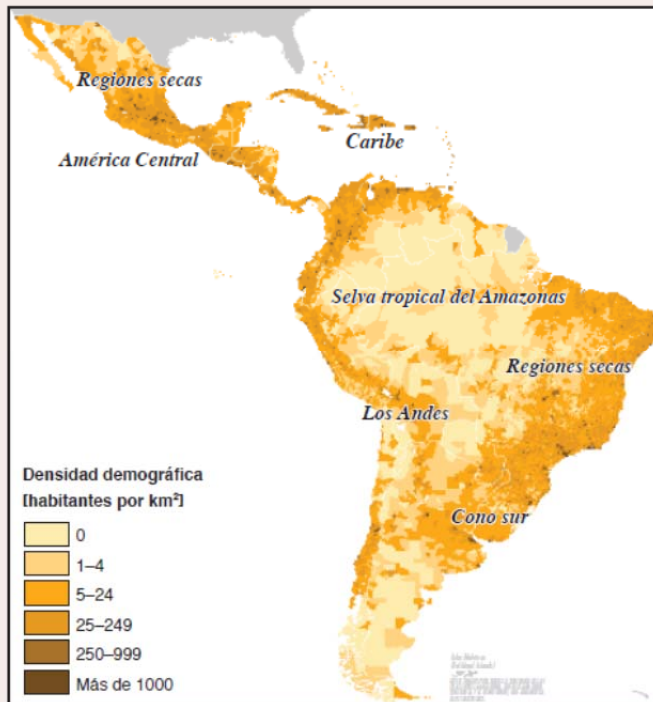 Regiones secas
América Central
Caribe
Selva tropical del Amazonas
Regiones secas
Los Andes
Cono sur
Densidad demográfica
[habitantes por km²]
0
1–4
5–24
25–249
250–999
Más de 1000